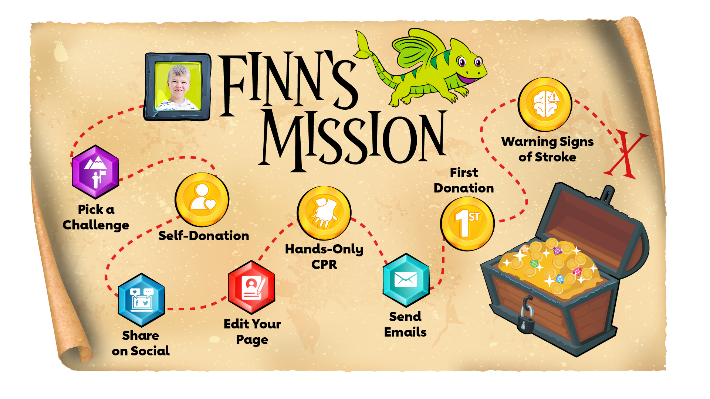 FINN'S
MISSION
Pick a
Challenge
Self-Donation
Share
on Social
Edit Your
Page
Hands-Only
CPR
Send
Emails
First
Donation
1ST
Warning Signs
of Stroke
X